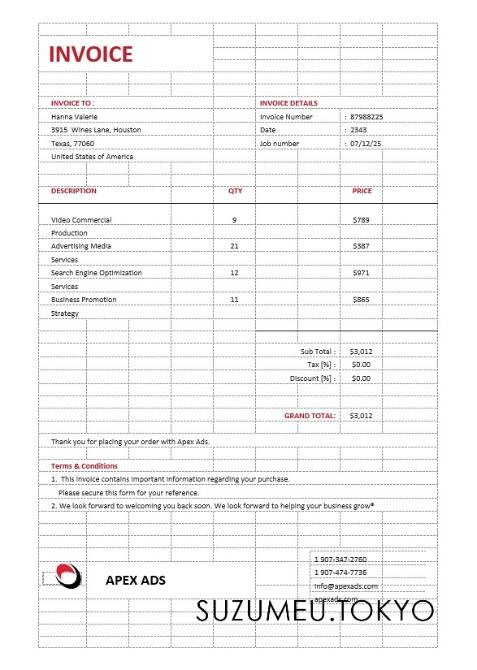 INVOICE
INVOICE TO :
Hanna Valerie
3915 Wines Lane, Houston
Texas, 77060
United States of America
INVOICE DETAILS
Invoice Number : 87988225
Date : 2343
Job number : 07/12/25
DESCRIPTION QTY PRICE
Video Commercial 9 $789
Production
Advertising Media 21 $387
Services
Search Engine Optimization 12 $971
Services
Business Promotion 11 $865
Strategy
Sub Total : $3,012
Tax [%] : $0.00
Discount [%] : $0.00
GRAND TOTAL: $3,012
Thank you for placing your order with Apex Ads.
Terms & Conditions
1. This invoice contains important information regarding your purchase.
Please secure this form for your reference.
2. We look forward to welcoming you back soon. We look forward to helping your business grow®
APEX ADS
1 907-347-2760
1 907-474-7736
info@apexads.com
apexads.com
SUZUMEU.TOKYO